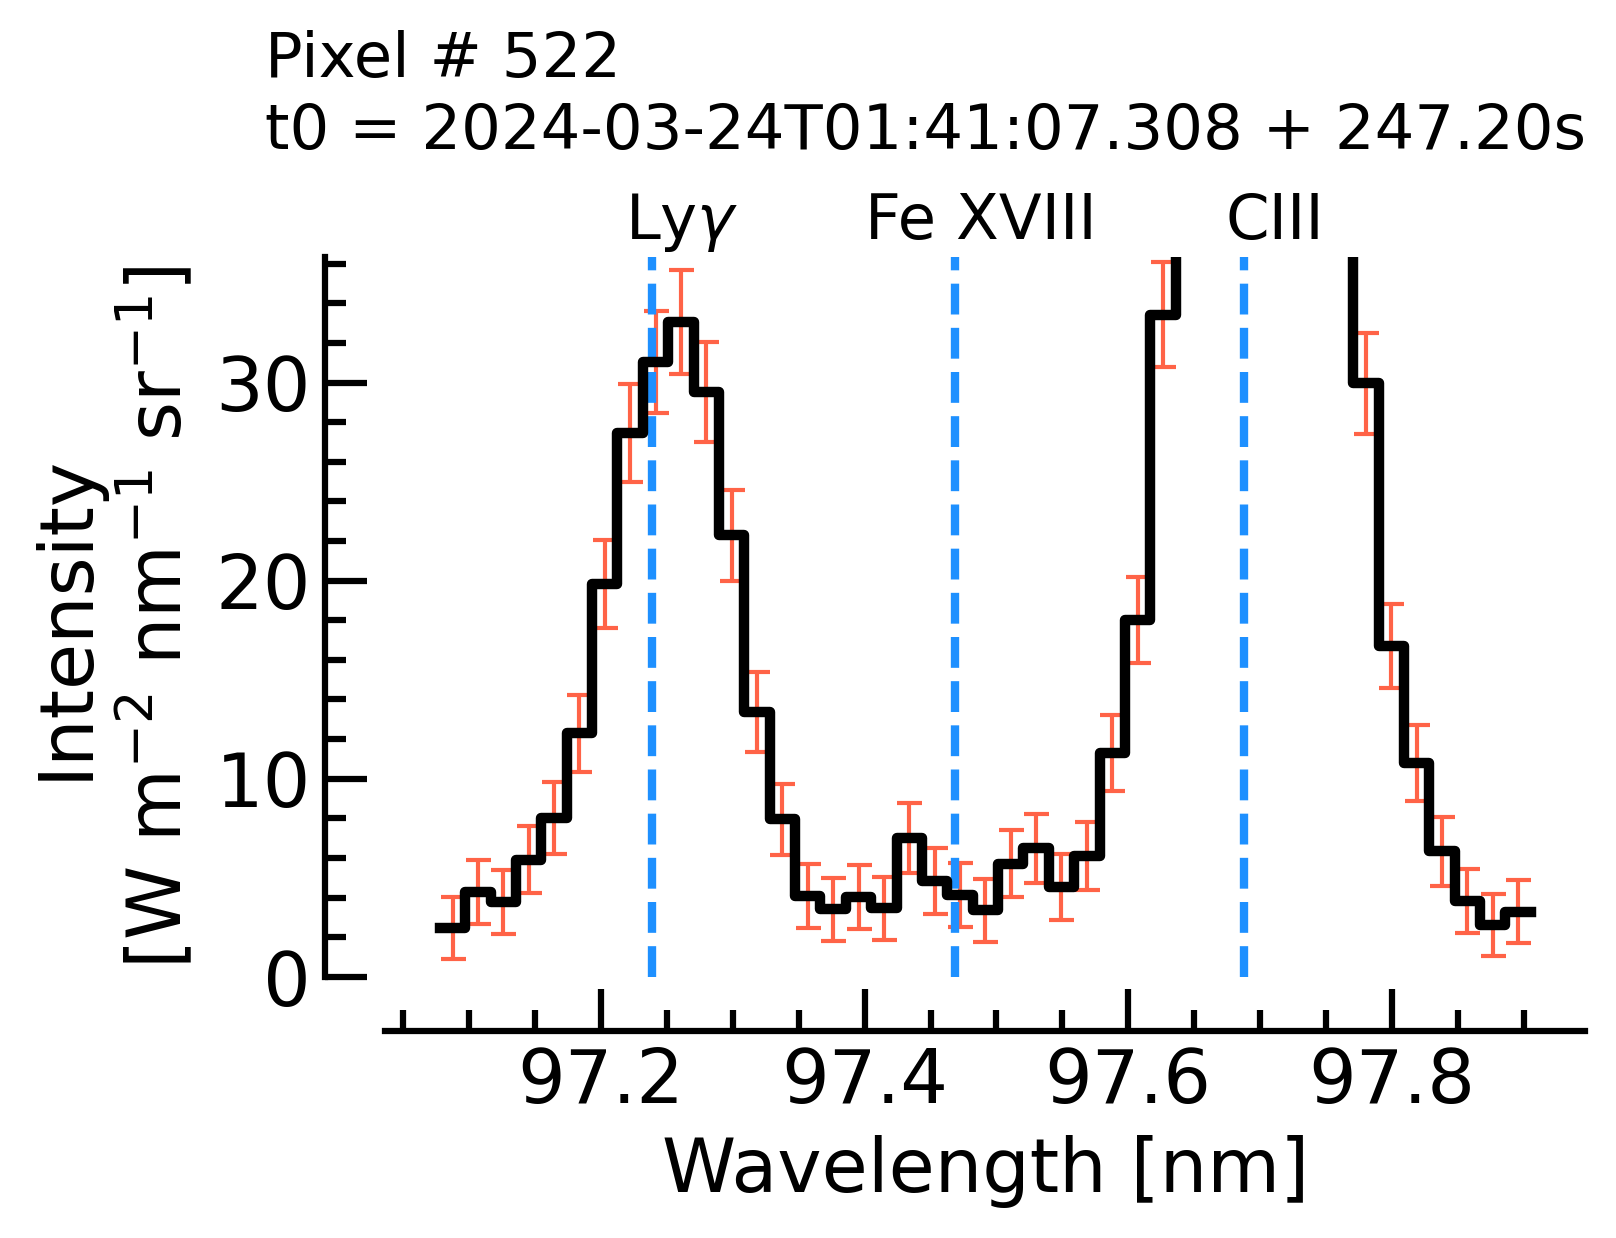 Pixel # 522
t0 = 2024-03-24T01:41:07.308 + 247.20s
Lyγ Fe XVIII CIII
Intensity
[W m⁻² nm⁻¹ sr⁻¹]
30
20
10
0
97.2 97.4 97.6 97.8
Wavelength [nm]